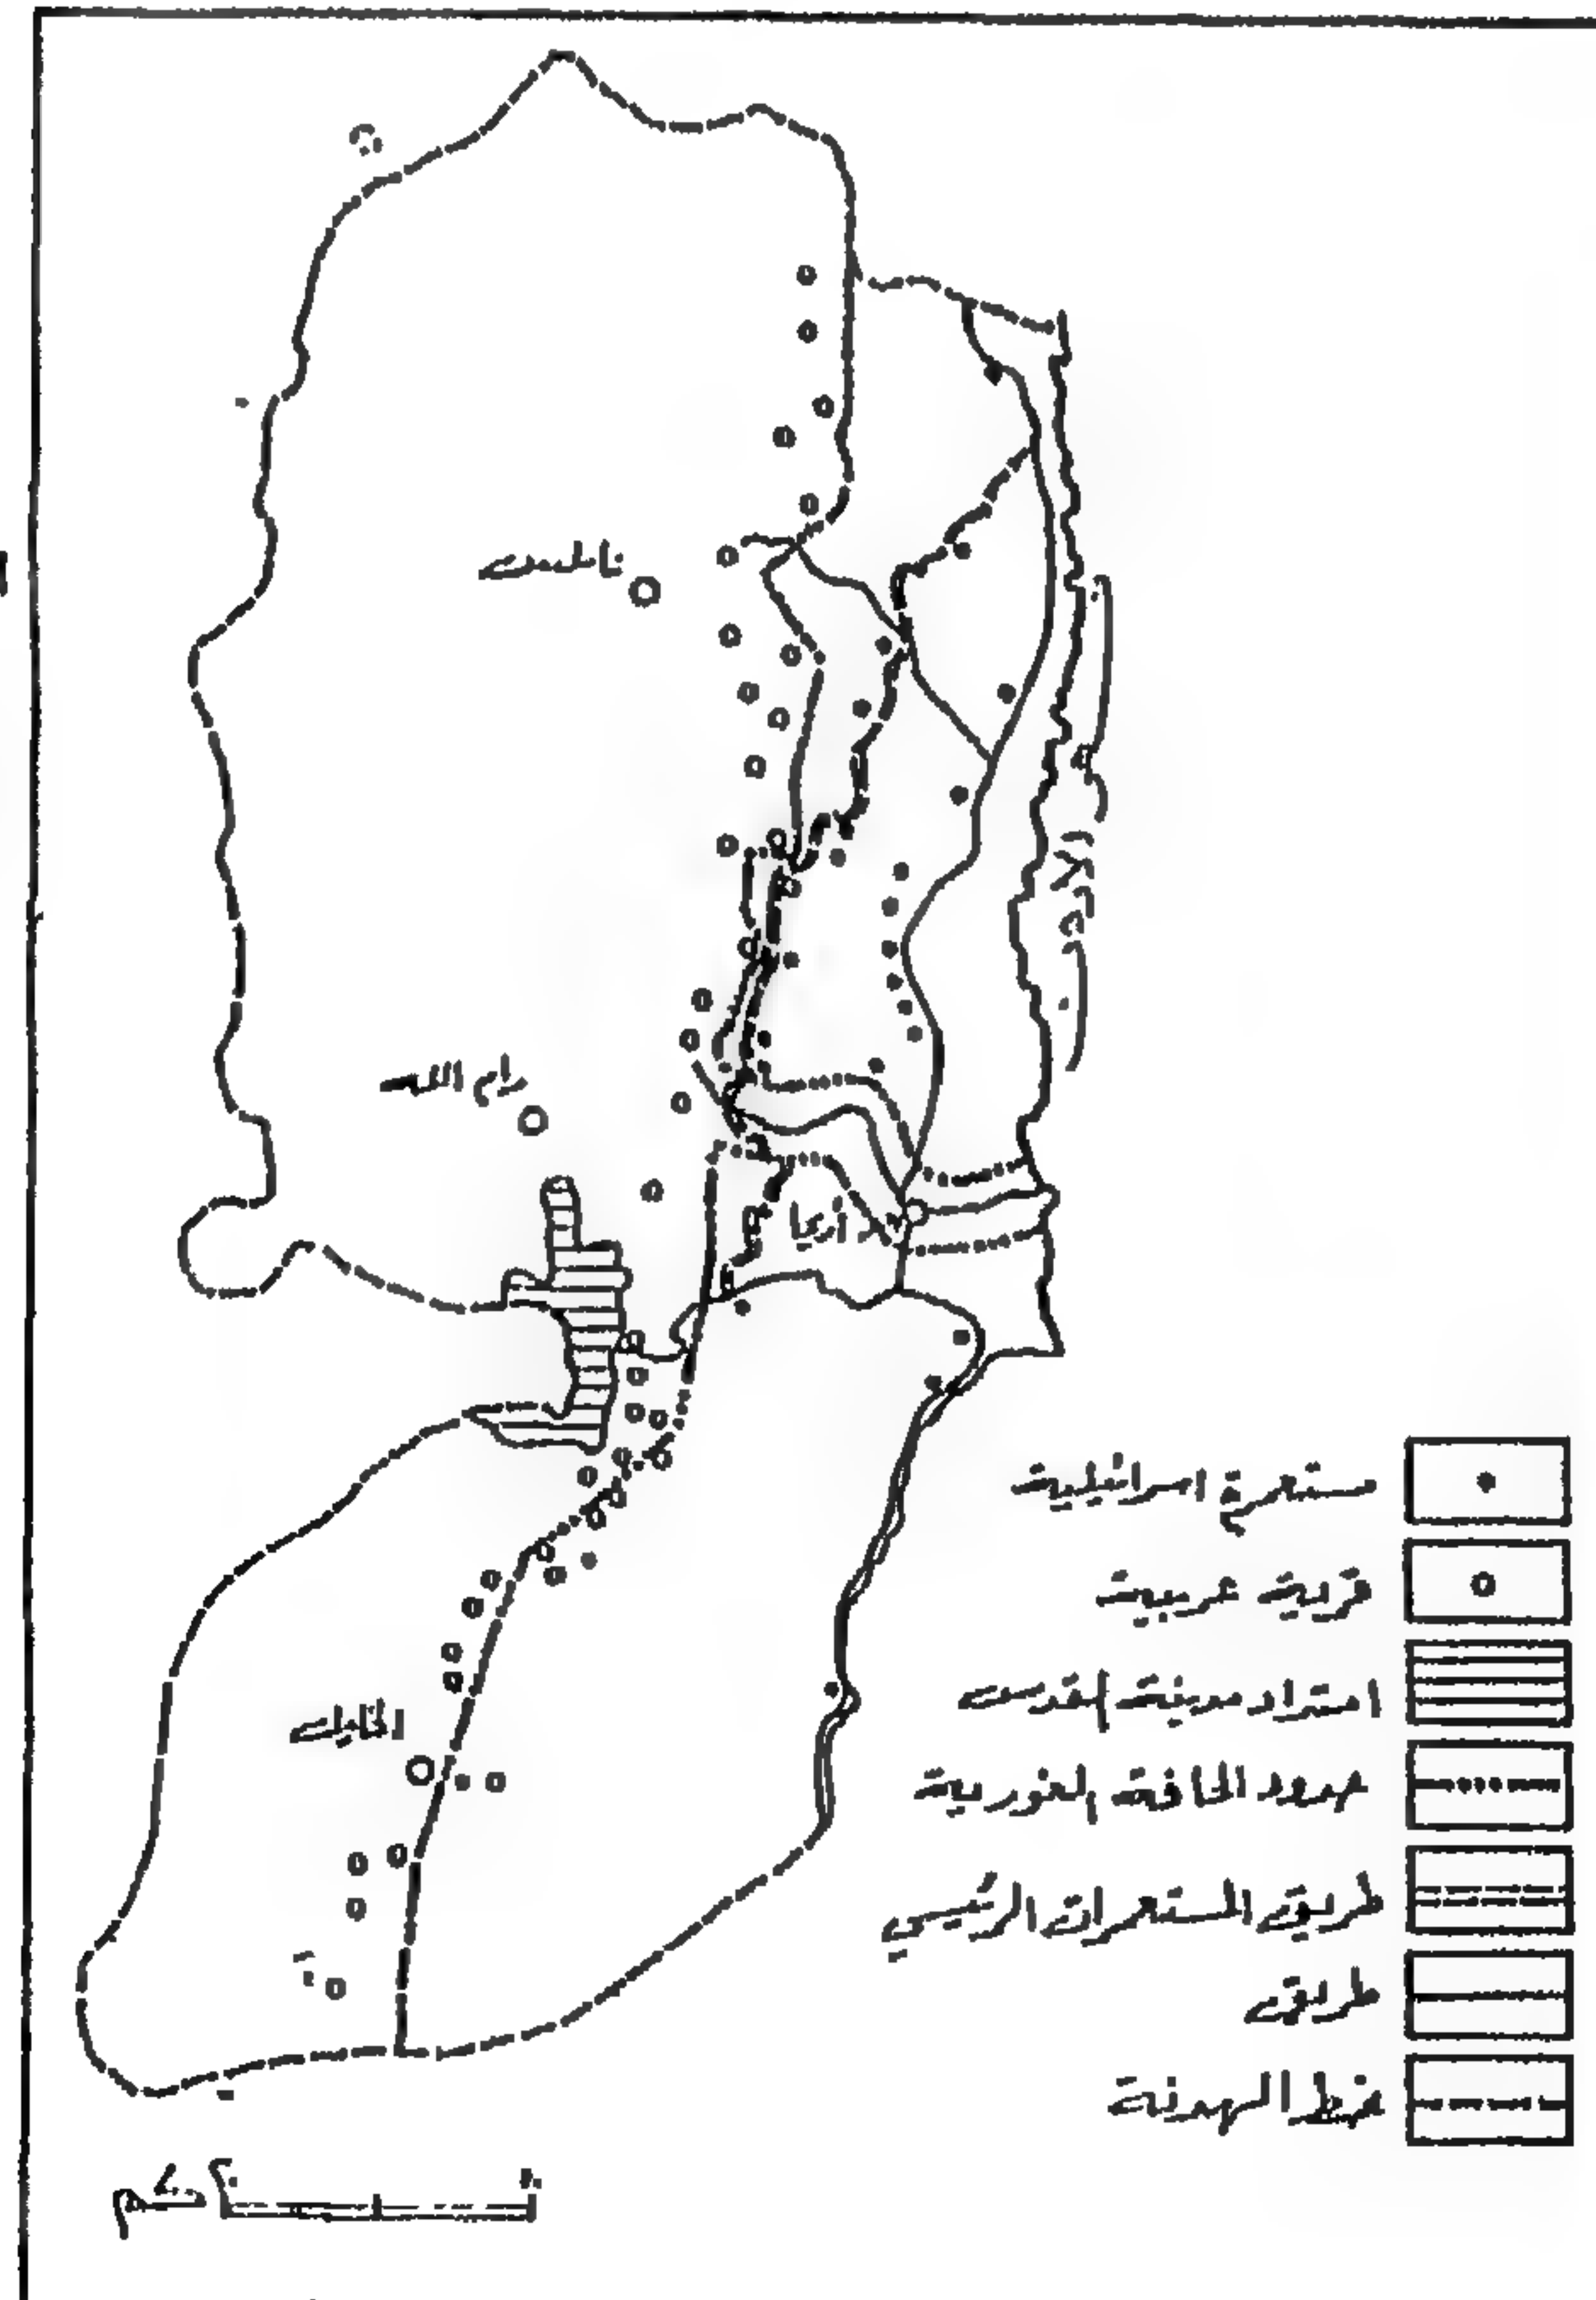 نابلس
رام الله
أريحا
الخليل
مستعمرة اسرائيلية
قرية عربية
امتداد مدينة القدس
حدود الحافة الغورية
طريق المستعمرات الرئيسي
طريق
خط الهدنة
كم